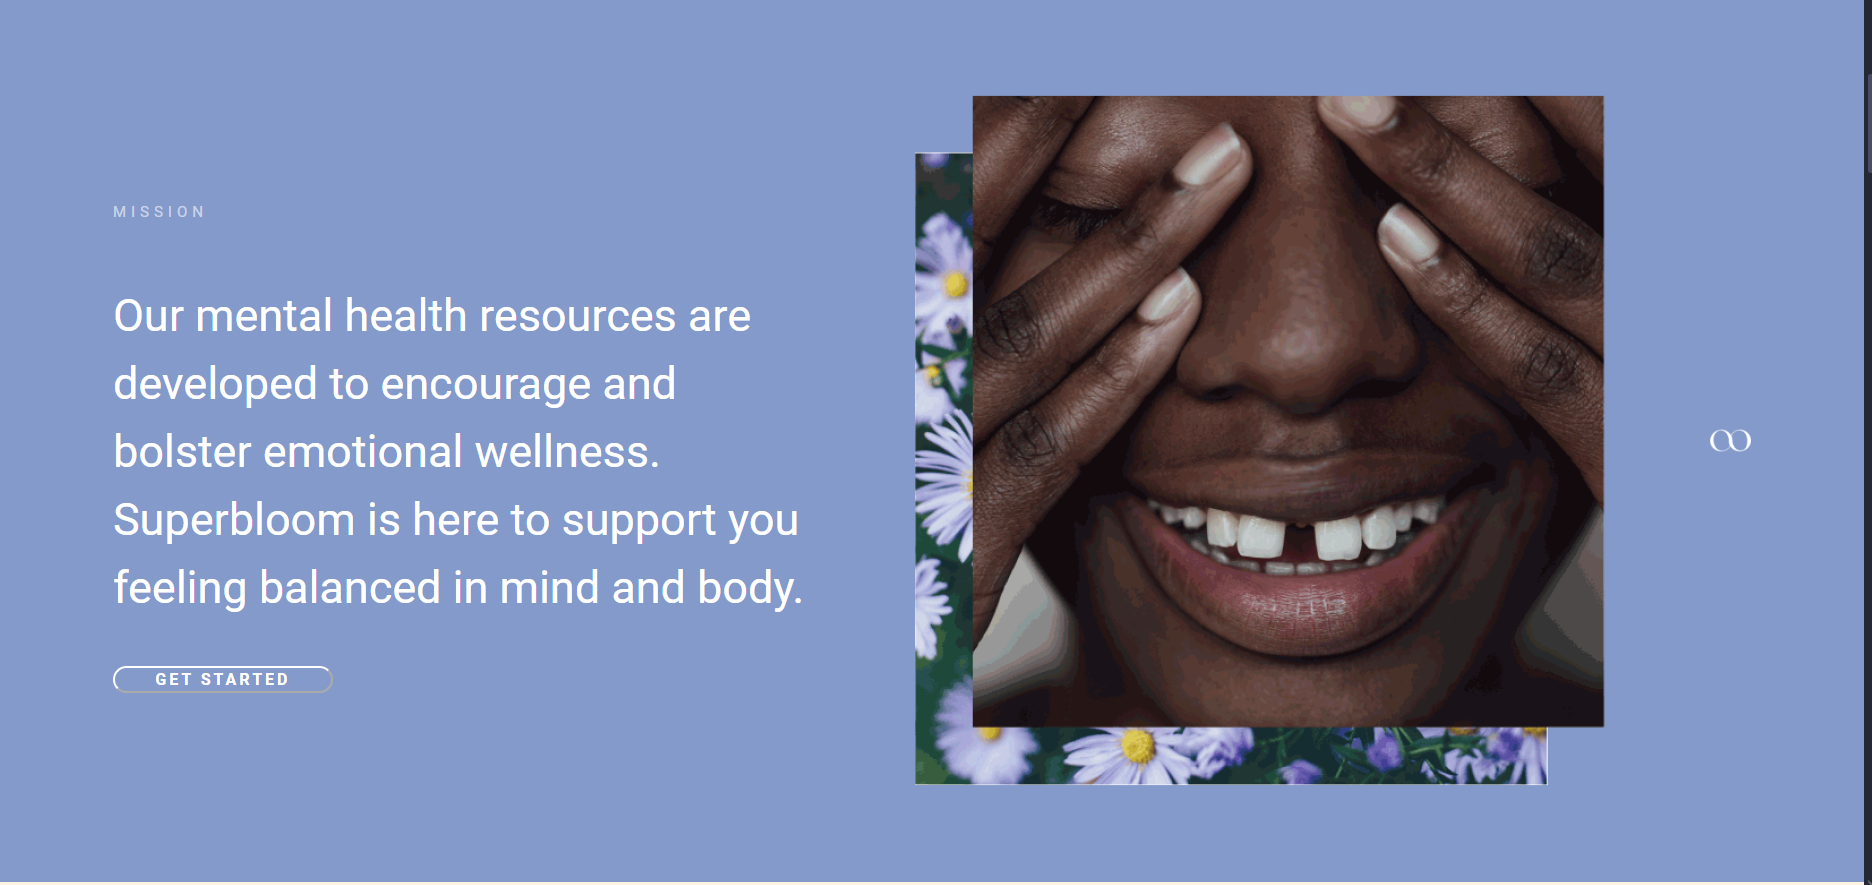 MISSION
Our mental health resources are
developed to encourage and
bolster emotional wellness.
Superbloom is here to support you
feeling balanced in mind and body.
GET STARTED